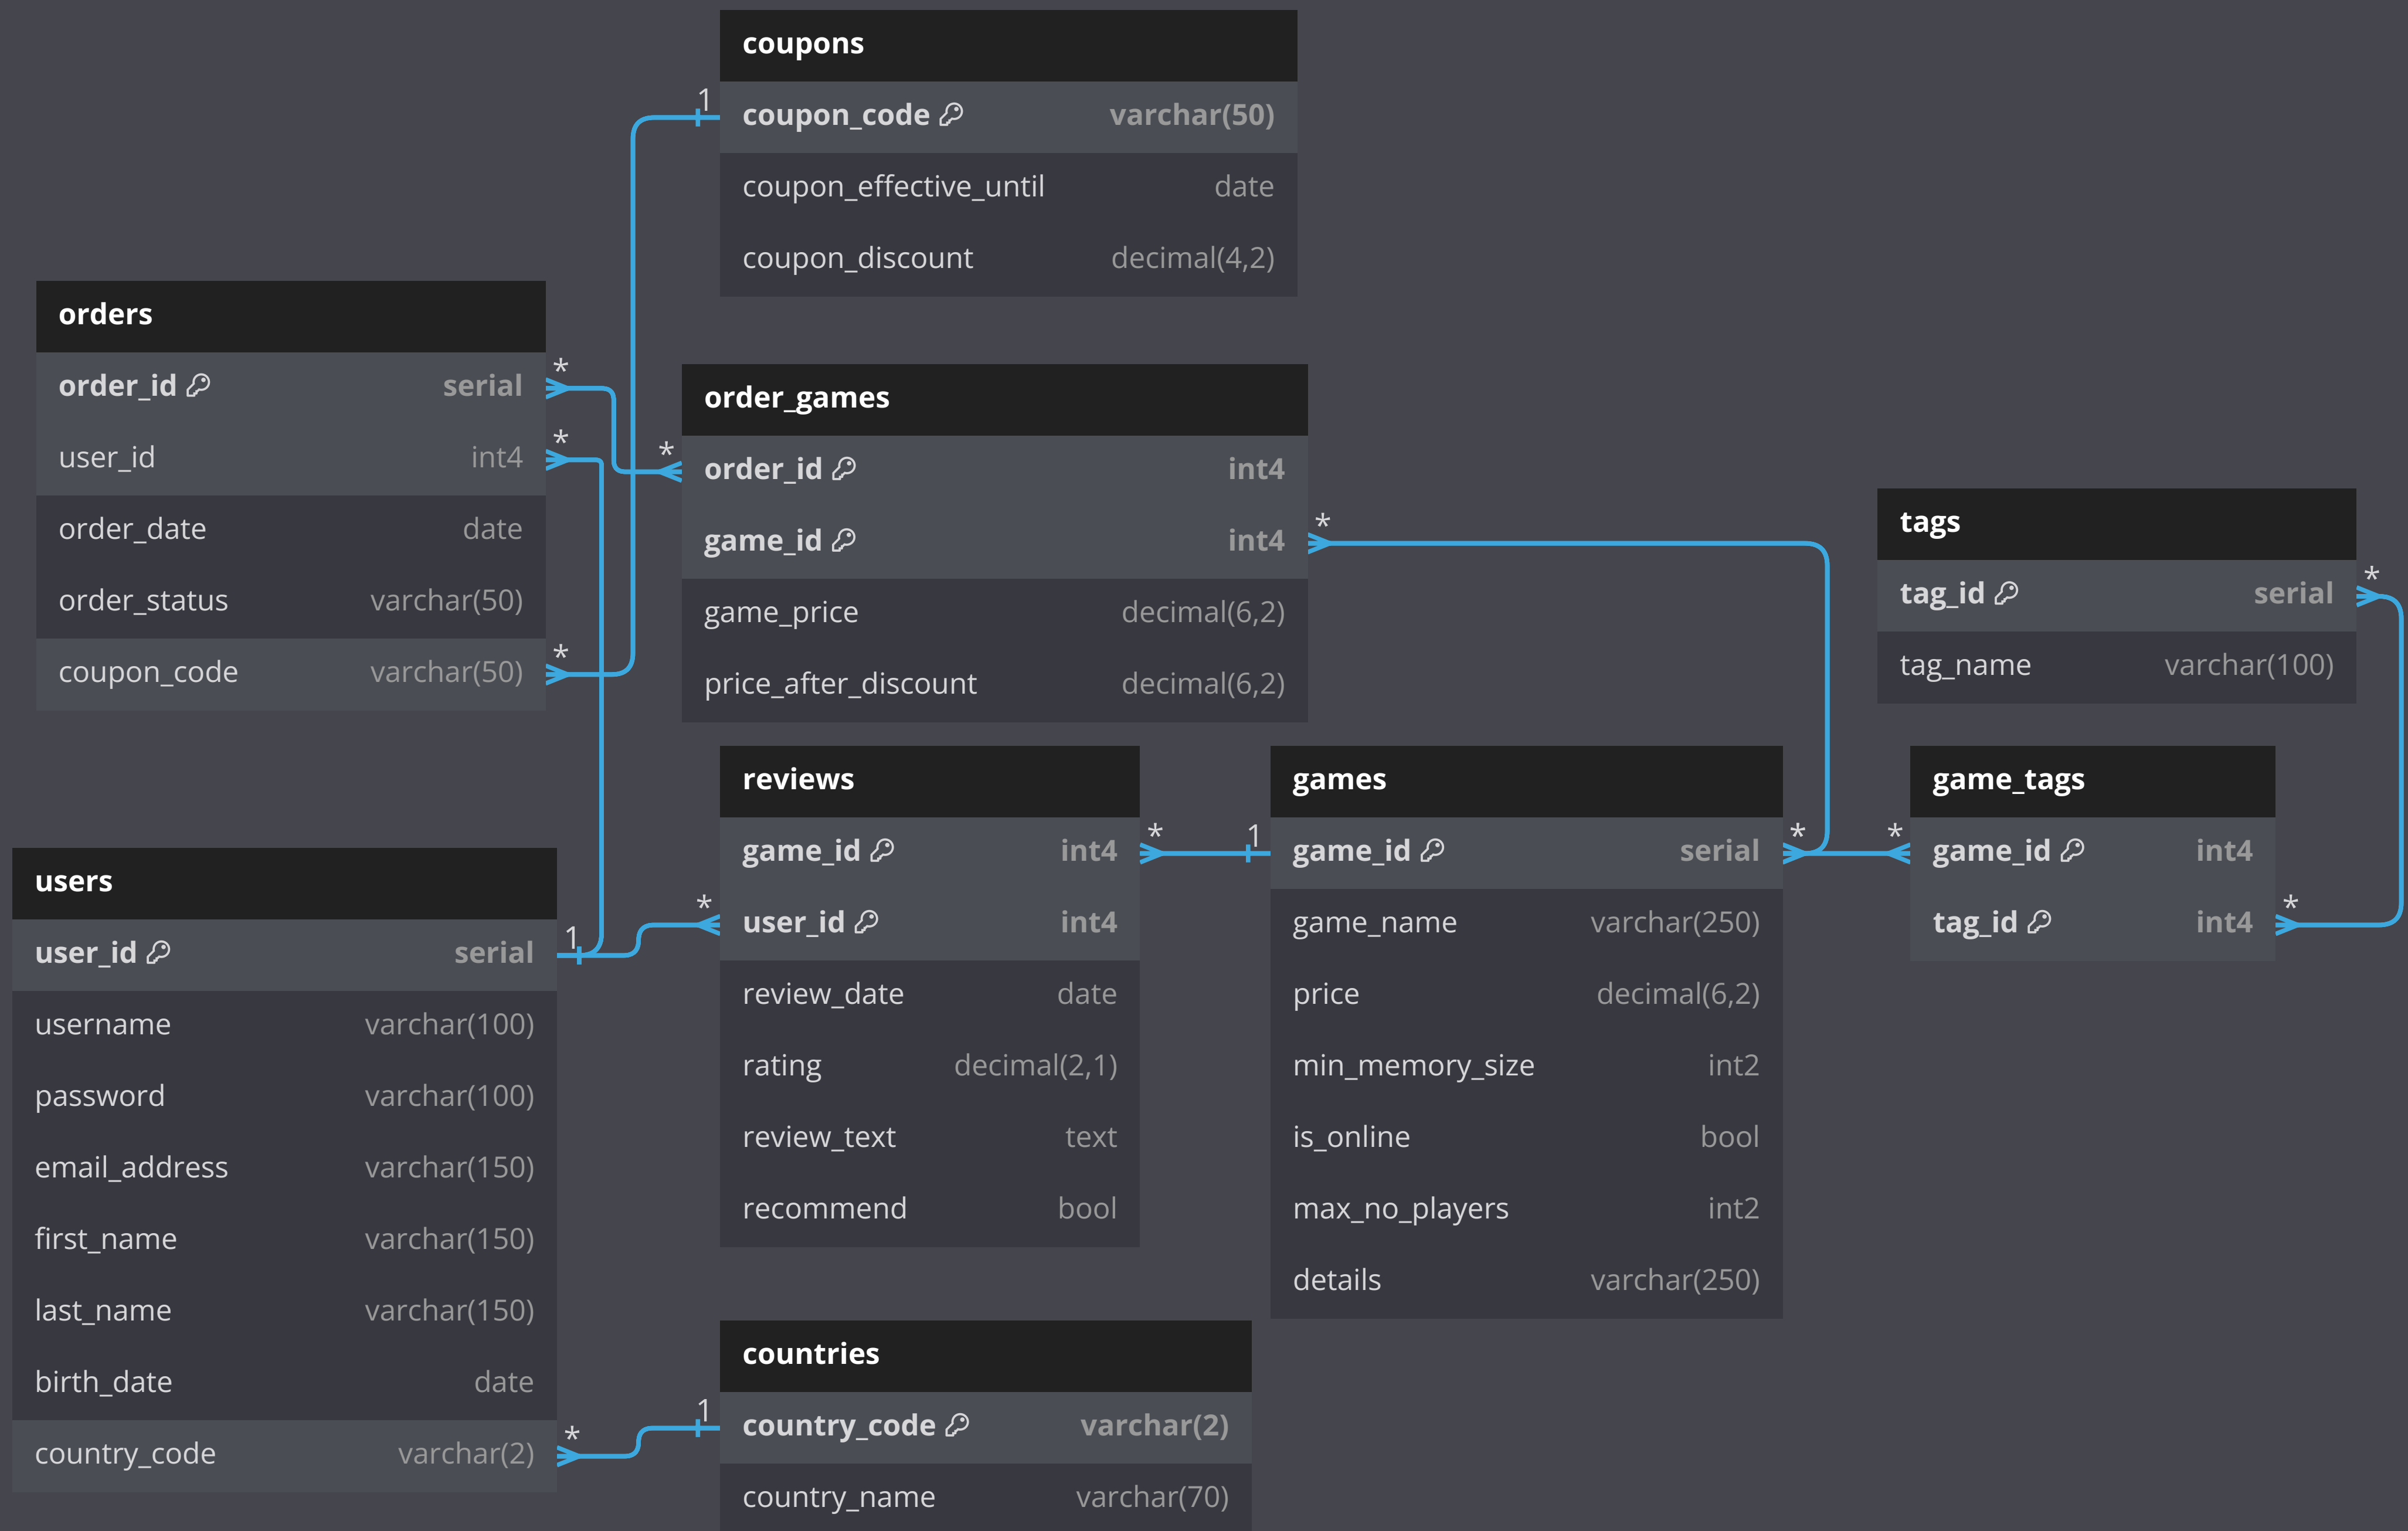 coupons
1
coupon_code varchar(50)
coupon_effective_until date
coupon_discount decimal(4,2)
orders
order_id serial *
user_id int4 *
order_date date
order_status varchar(50)
coupon_code varchar(50) *
order_games
* order_id int4
game_id int4 *
game_price decimal(6,2)
price_after_discount decimal(6,2)
tags
tag_id serial *
tag_name varchar(100)
reviews
game_id int4 *
* user_id int4
review_date date
rating decimal(2,1)
review_text text
recommend bool
games
1 game_id serial *
game_name varchar(250)
price decimal(6,2)
min_memory_size int2
is_online bool
max_no_players int2
details varchar(250)
game_tags
* game_id int4
tag_id int4 *
users
user_id serial 1
username varchar(100)
password varchar(100)
email_address varchar(150)
first_name varchar(150)
last_name varchar(150)
birth_date date
country_code varchar(2) *
countries
1 country_code varchar(2)
country_name varchar(70)